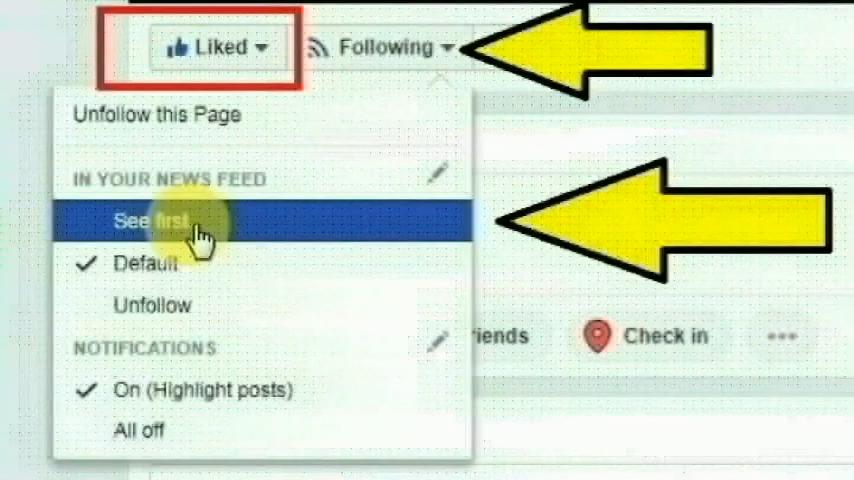 Liked Following
Unfollow this Page
IN YOUR NEWS FEED
See first
Default
Unfollow
riends Check in
NOTIFICATIONS
On (Highlight posts)
All off